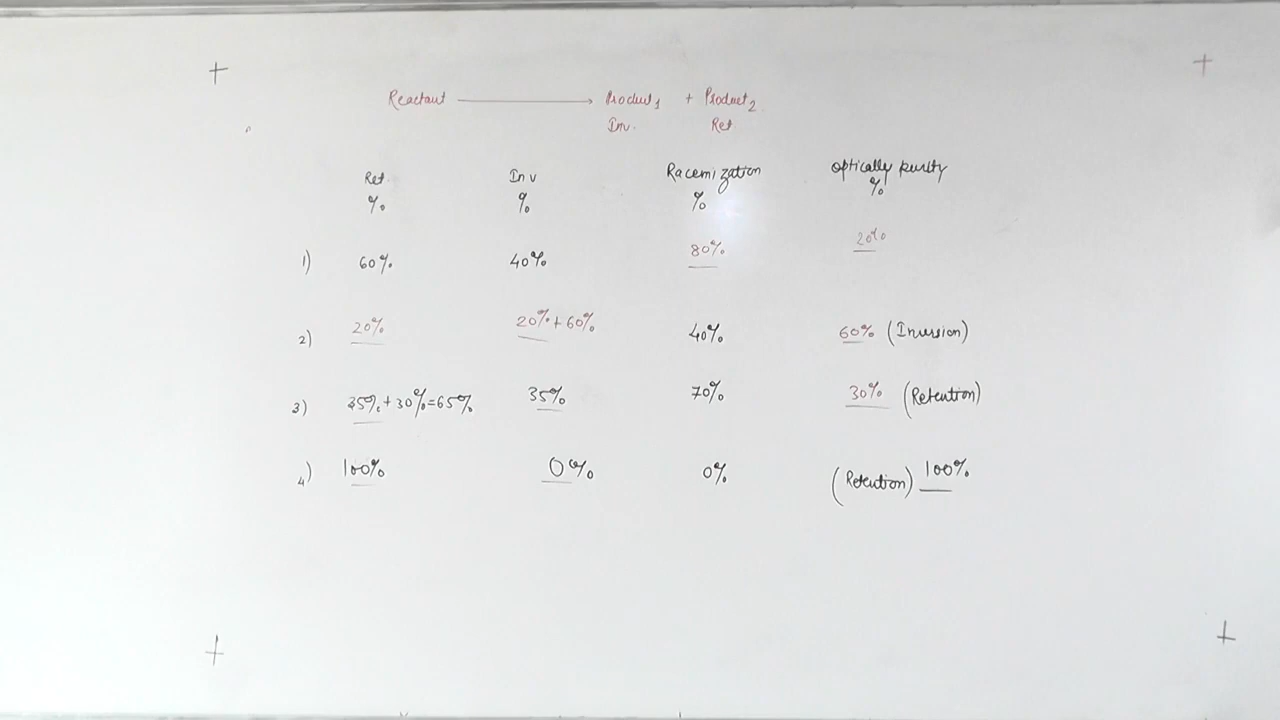 Reactant ⟶ Product1 + Product2
Inv. Ret
Ret. Inv Racemization optically purity
% % % %
1) 60% 40% 80% 20%
2) 20% 20% + 60% 40% 60% (Inversion)
3) 35% + 30% = 65% 35% 70% 30% (Retention)
4) 100% 0% 0% (Retention) 100%